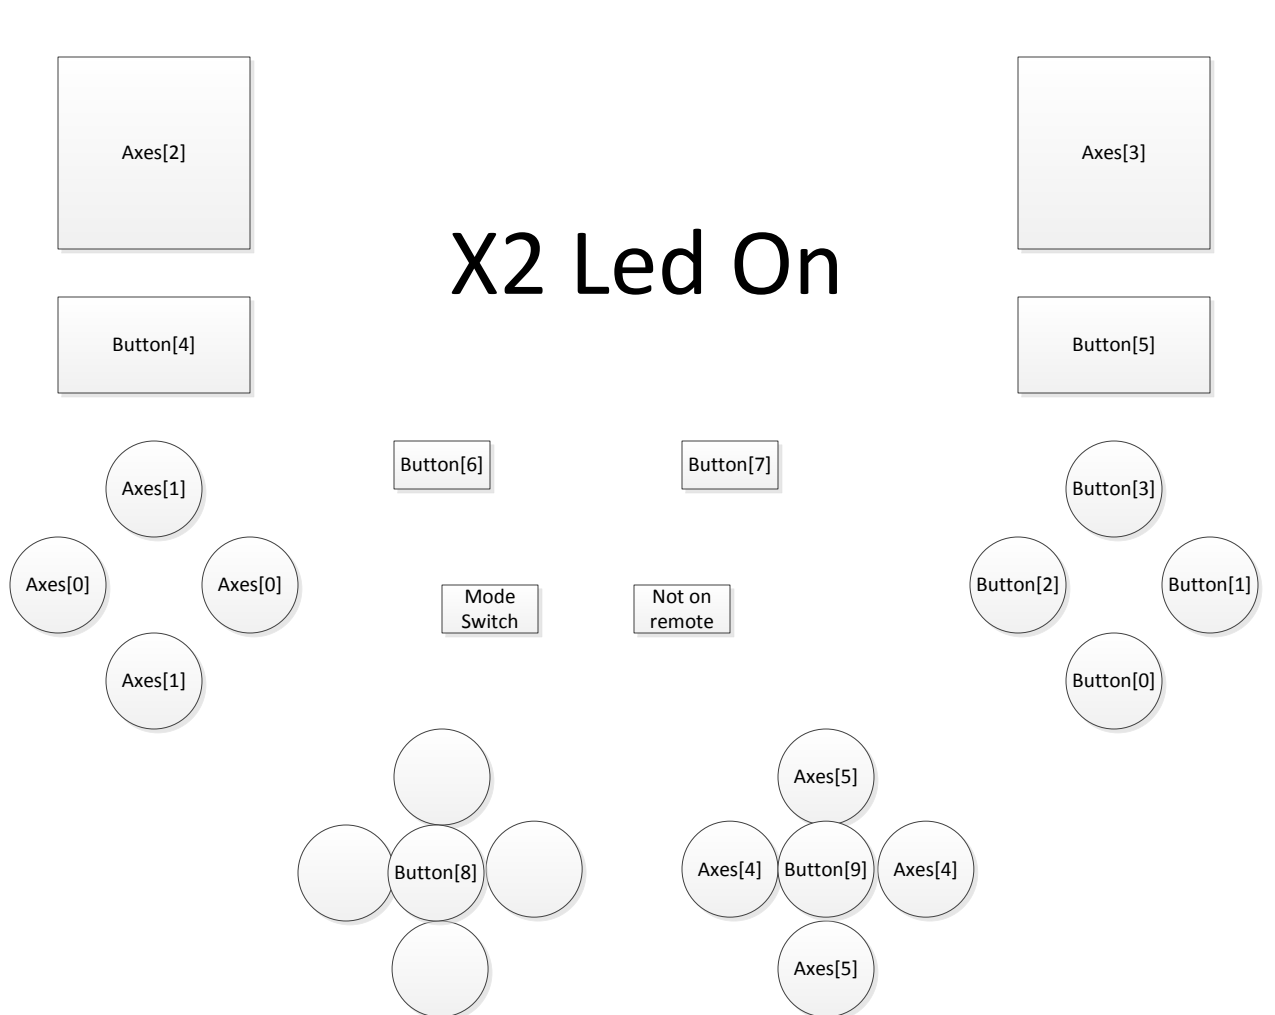 Axes[2]
Axes[3]
X2 Led On
Button[4]
Button[5]
Button[6]
Button[7]
Axes[1]
Button[3]
Axes[0]
Axes[0]
Button[2]
Button[1]
Mode
Switch
Not on
remote
Axes[1]
Button[0]
Axes[5]
Button[8]
Axes[4]
Button[9]
Axes[4]
Axes[5]